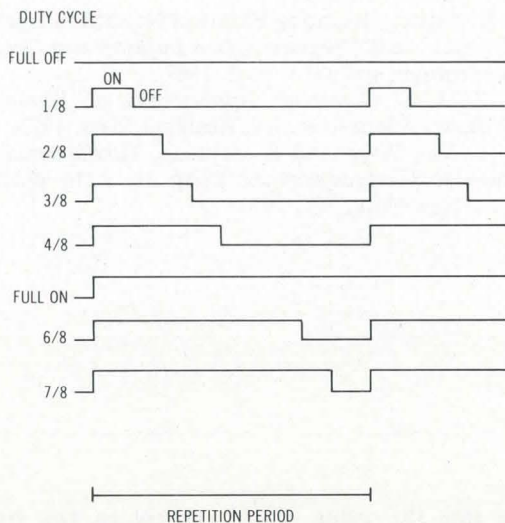 DUTY CYCLE
FULL OFF
ON
OFF
1/8
2/8
3/8
4/8
FULL ON
6/8
7/8
REPETITION PERIOD